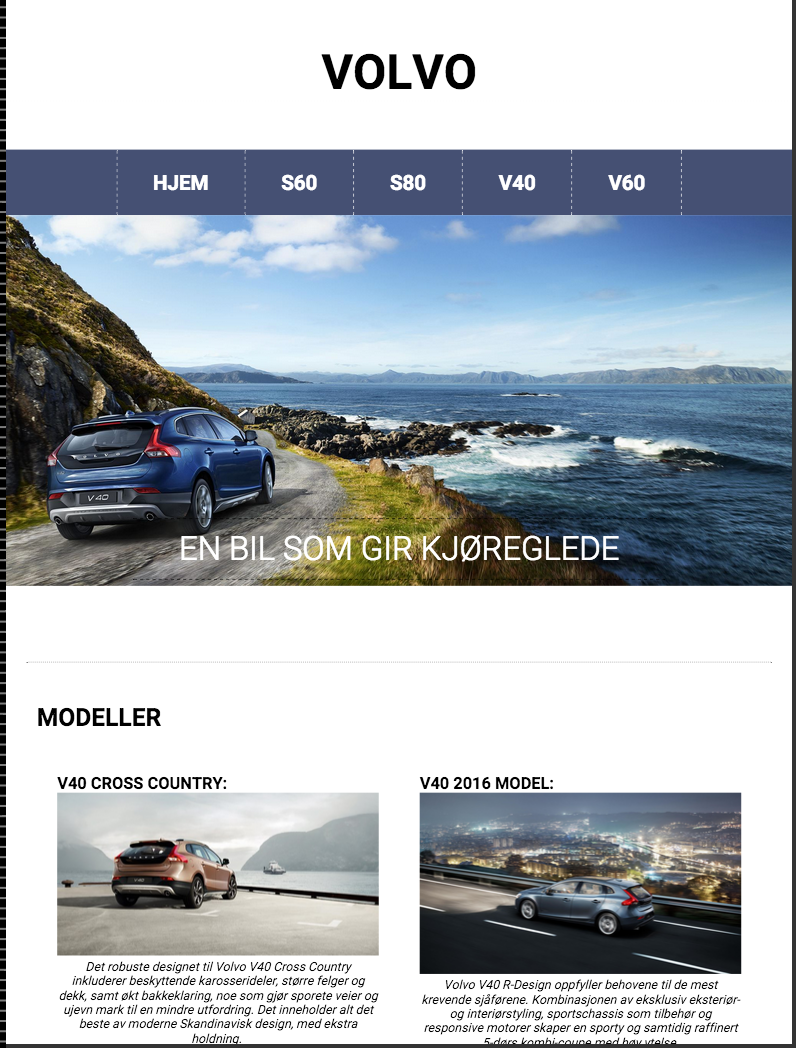 VOLVO
HJEM
S60
S80
V40
V60
V40
EN BIL SOM GIR KJØREGLEDE
MODELLER
V40 CROSS COUNTRY:
Det robuste designet til Volvo V40 Cross Country
inkluderer beskyttende karosserideler, større felger og
dekk, samt økt bakkeklaring, noe som gjør sporete veier og
ujevn mark til en mindre utfordring. Det inneholder alt det
beste av moderne Skandinavisk design, med ekstra
holdning.
V40 2016 MODEL:
Volvo V40 R-Design oppfyller behovene til de mest
krevende sjåførene. Kombinasjonen av eksklusiv eksteriør-
og interiørstyling, sportschassis som tilbehør og
responsive motorer skaper en sporty og samtidig raffinert
5-dørs kombi-coupe med høy ytelse.